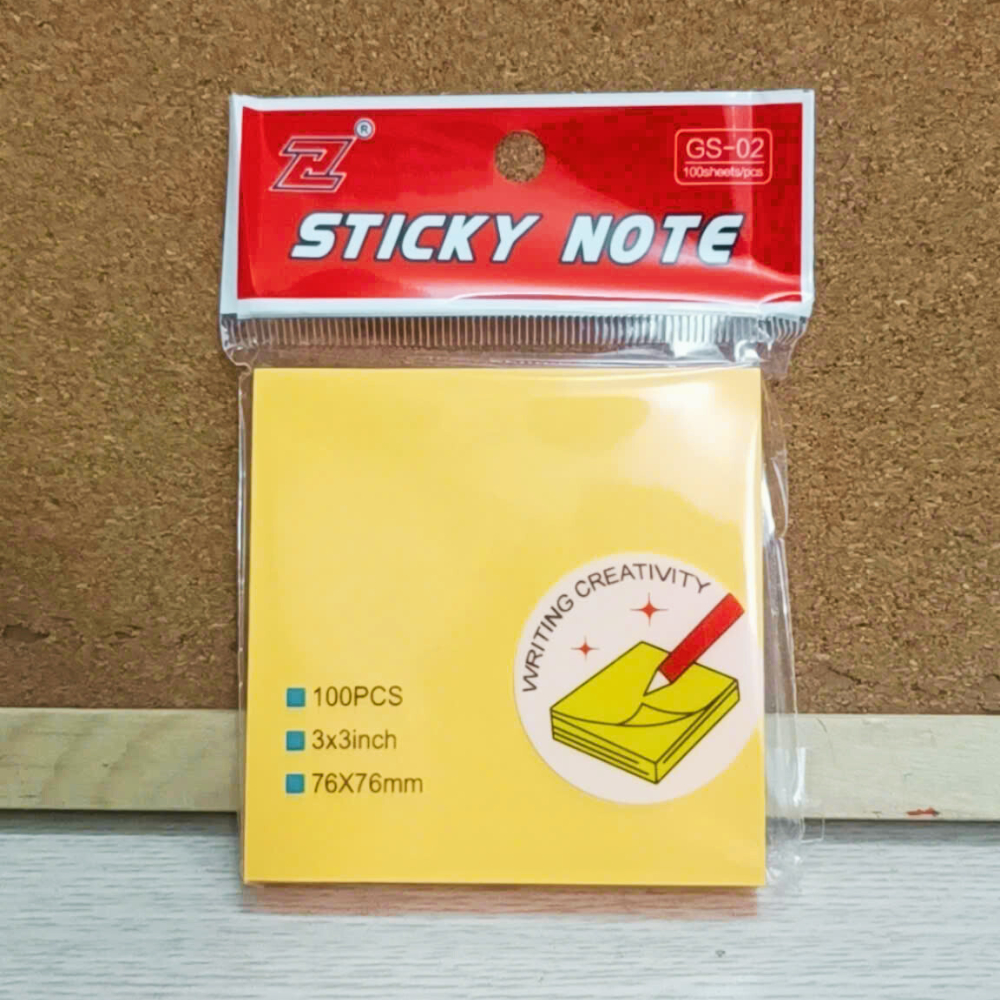 Z®
GS-02
100sheets/pcs
STICKY NOTE
WRITING CREATIVITY
100PCS
3x3inch
76X76mm